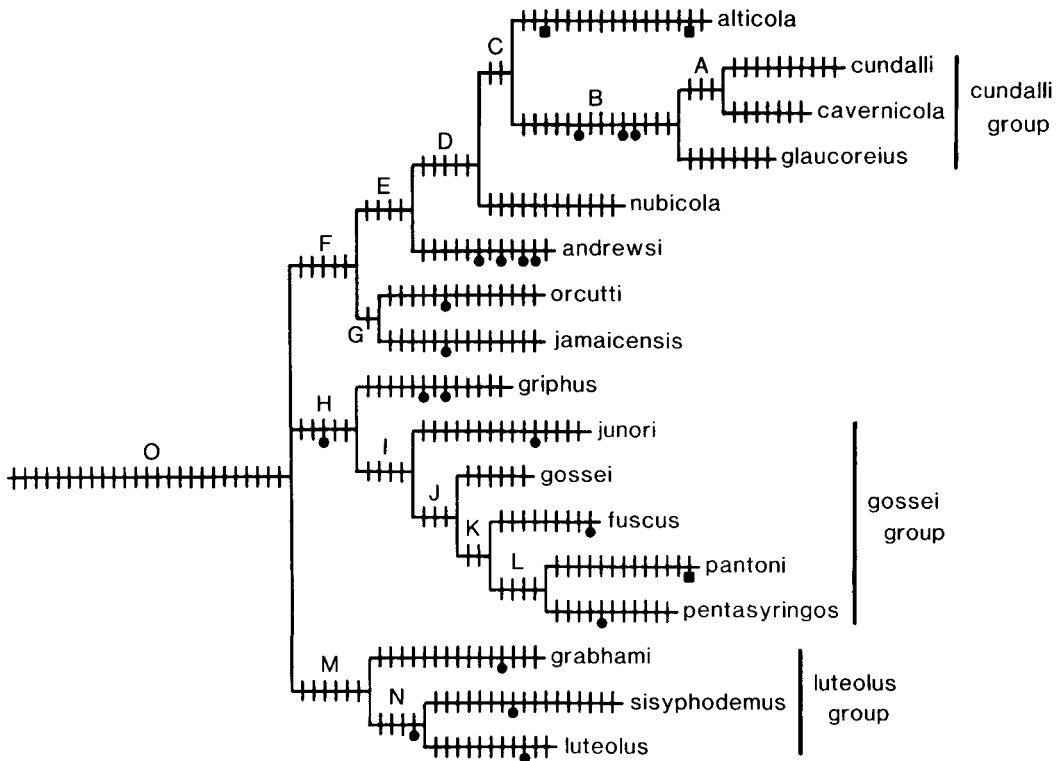 alticola
C
A
cundalli
B
cavernicola
cundalli
group
D
glaucoreius
E
nubicola
F
andrewsi
orcutti
G
jamaicensis
griphus
H
junori
I
O
gossei
J
gossei
group
fuscus
K
L
pantoni
pentasyringos
grabhami
M
luteolus
group
N
sisyphodemus
luteolus